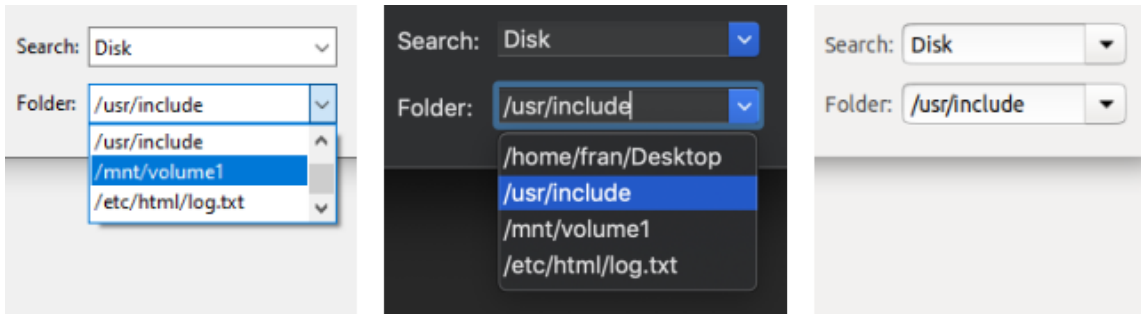 Search: Disk
Folder: /usr/include
/usr/include
/mnt/volume1
/etc/html/log.txt
Search: Disk
Folder: /usr/include
/home/fran/Desktop
/usr/include
/mnt/volume1
/etc/html/log.txt
Search: Disk
Folder: /usr/include